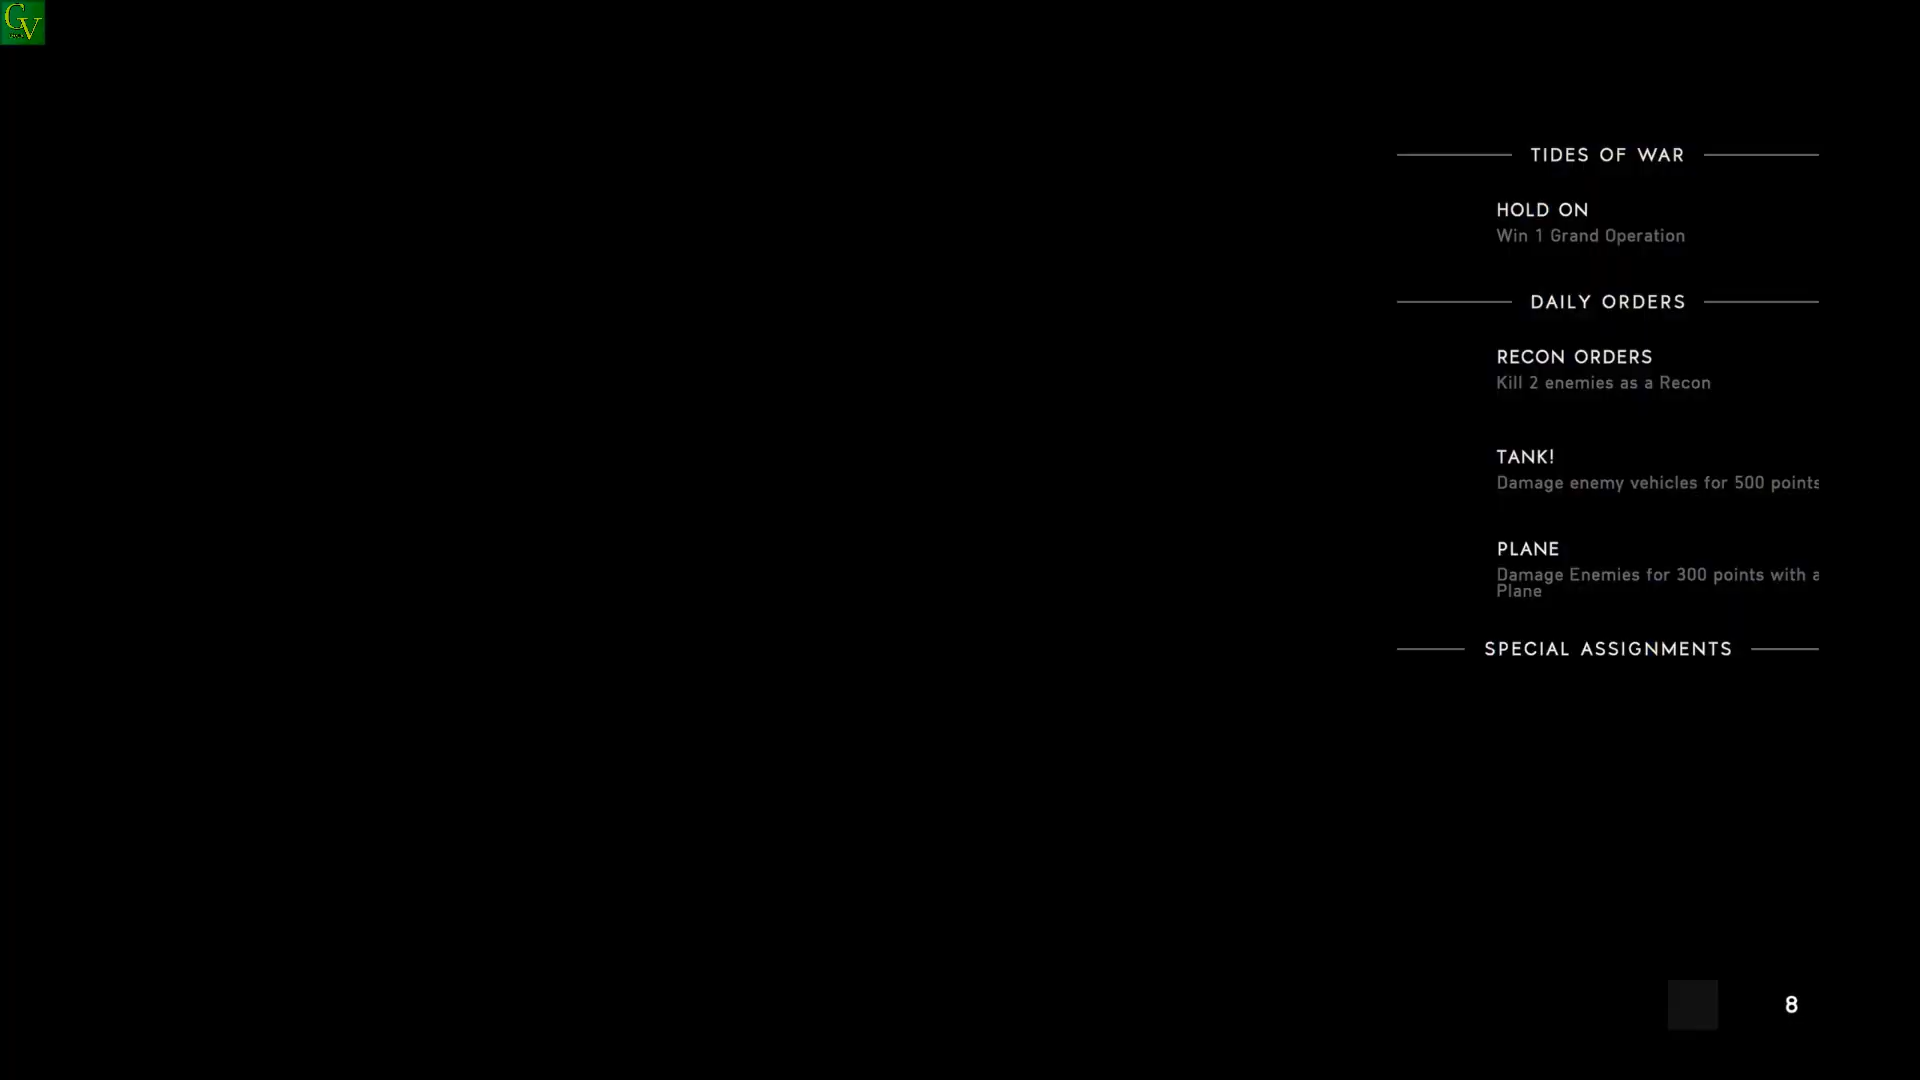 GV
TIDES OF WAR
HOLD ON
Win 1 Grand Operation
DAILY ORDERS
RECON ORDERS
Kill 2 enemies as a Recon
TANK!
Damage enemy vehicles for 500 points
PLANE
Damage Enemies for 300 points with a
Plane
SPECIAL ASSIGNMENTS
8